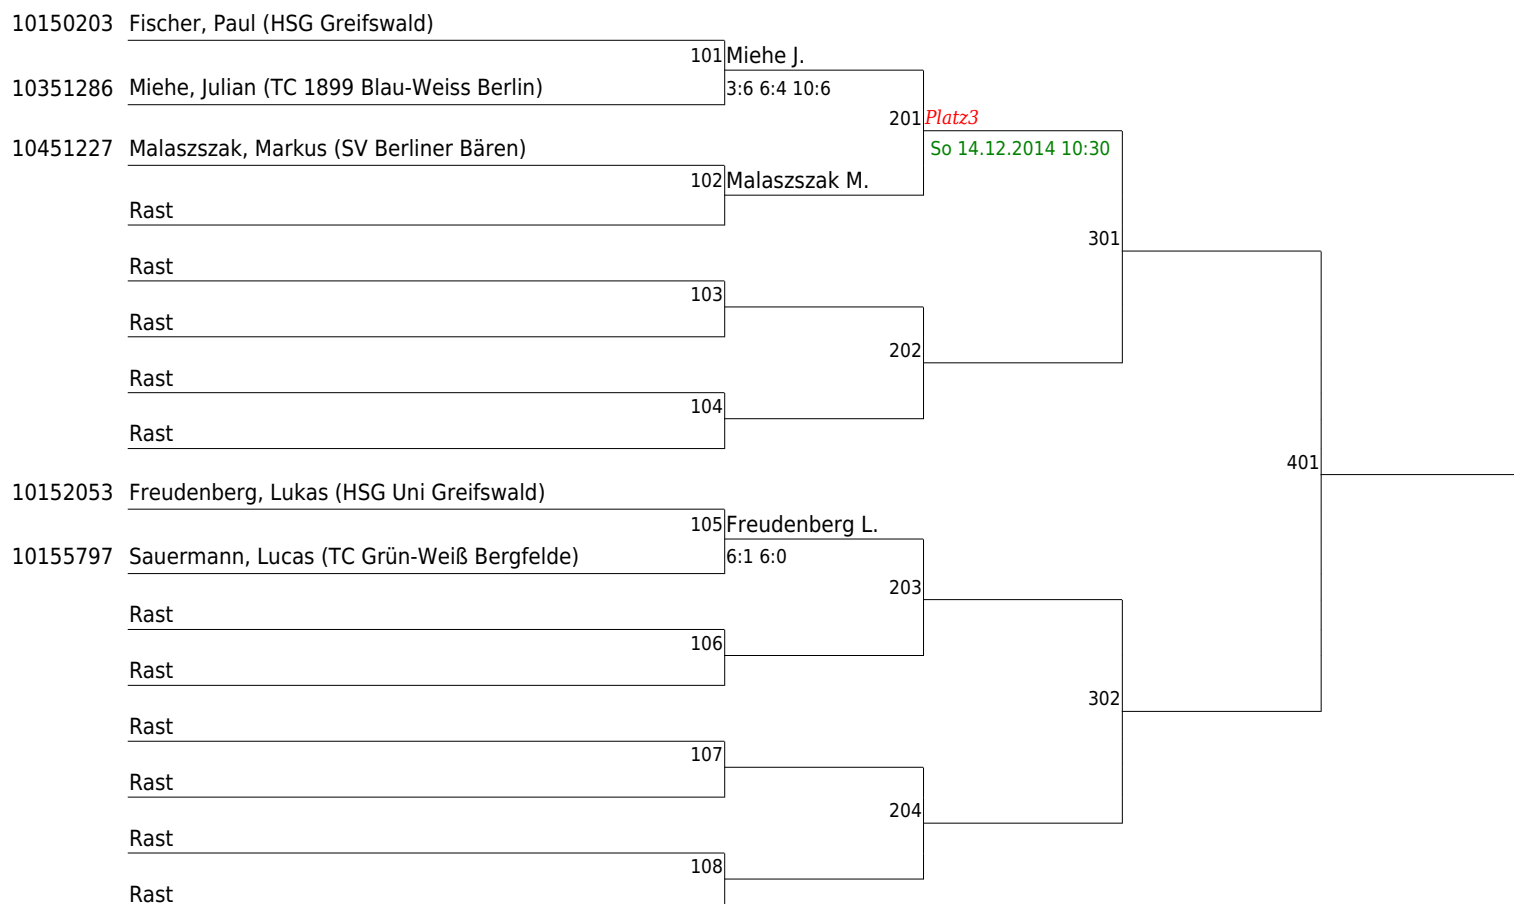 10150203 Fischer, Paul (HSG Greifswald)
101 Miehe J.
10351286 Miehe, Julian (TC 1899 Blau-Weiss Berlin)
3:6 6:4 10:6
201 Platz3
10451227 Malaszszak, Markus (SV Berliner Bären)
So 14.12.2014 10:30
102 Malaszszak M.
Rast
301
Rast
103
Rast
202
Rast
104
Rast
401
10152053 Freudenberg, Lukas (HSG Uni Greifswald)
105 Freudenberg L.
10155797 Sauermann, Lucas (TC Grün-Weiß Bergfelde)
6:1 6:0
203
Rast
106
Rast
302
Rast
107
Rast
204
Rast
108
Rast